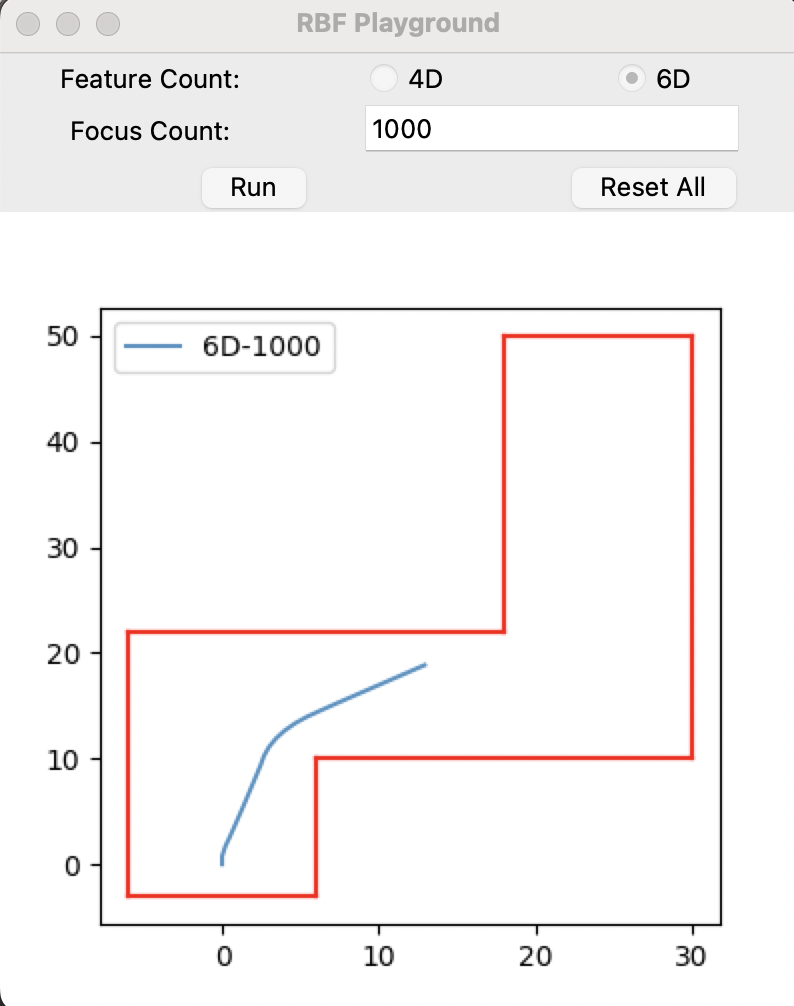 RBF Playground
Feature Count: 4D 6D
Focus Count: 1000
Run Reset All
6D-1000
50
40
30
20
10
0
0 10 20 30